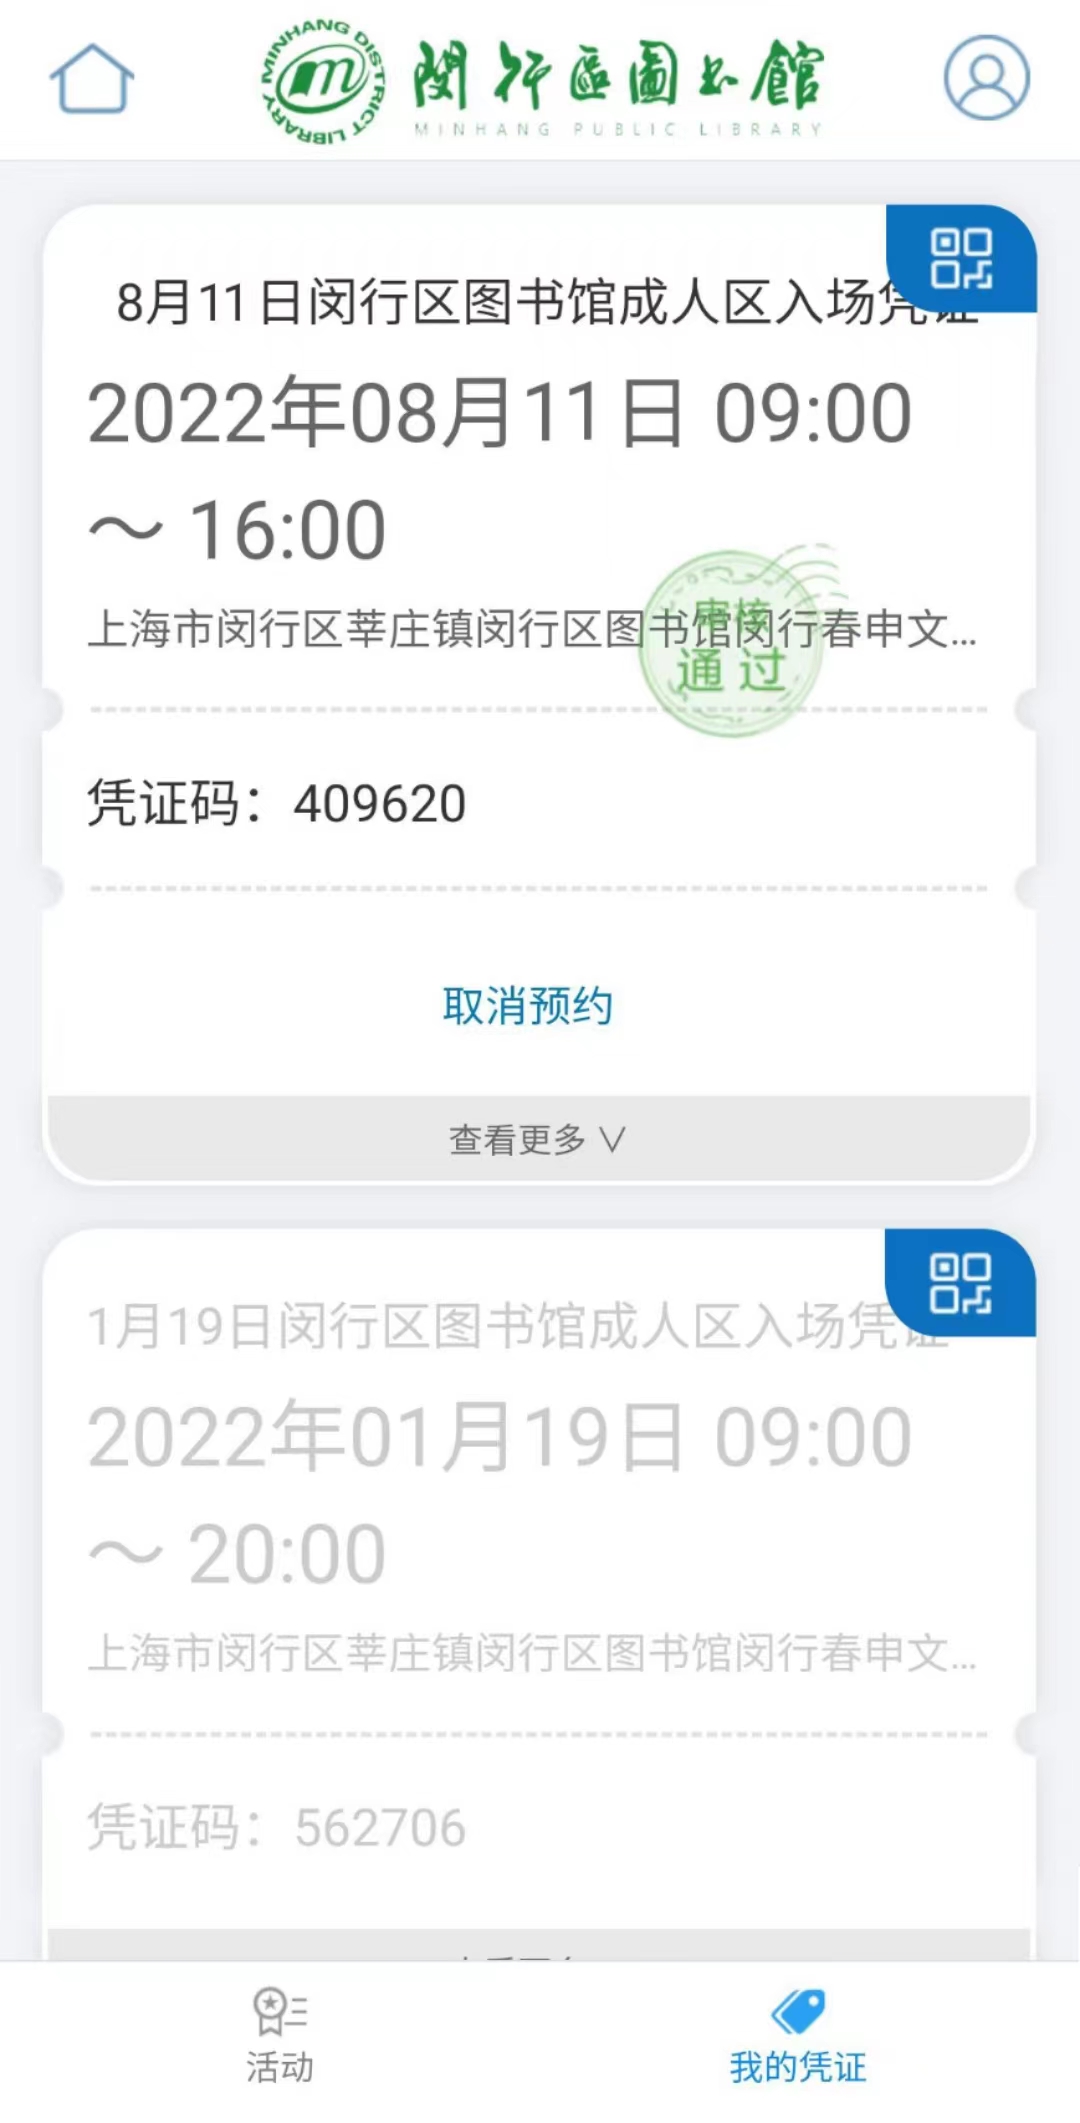 MINHANG DISTRICT LIBRARY
閔行區圖書館
MINHANG PUBLIC LIBRARY
8月11日闵行区图书馆成人区入场凭证
2022年08月11日 09:00
～ 16:00
上海市闵行区莘庄镇闵行区图书馆闵行春申文...
审核
通过
凭证码：409620
取消预约
查看更多 ∨
1月19日闵行区图书馆成人区入场凭证
2022年01月19日 09:00
～ 20:00
上海市闵行区莘庄镇闵行区图书馆闵行春申文...
凭证码：562706
活动
我的凭证